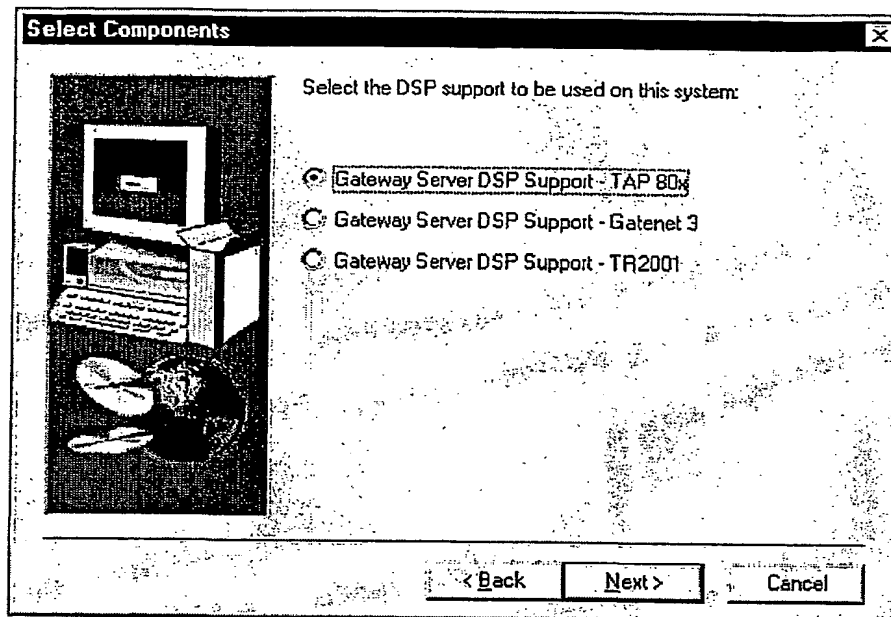 Select Components
Select the DSP support to be used on this system:
Gateway Server DSP Support - TAP 80x
Gateway Server DSP Support - Gatenet 3
Gateway Server DSP Support - TR2001
< Back
Next >
Cancel